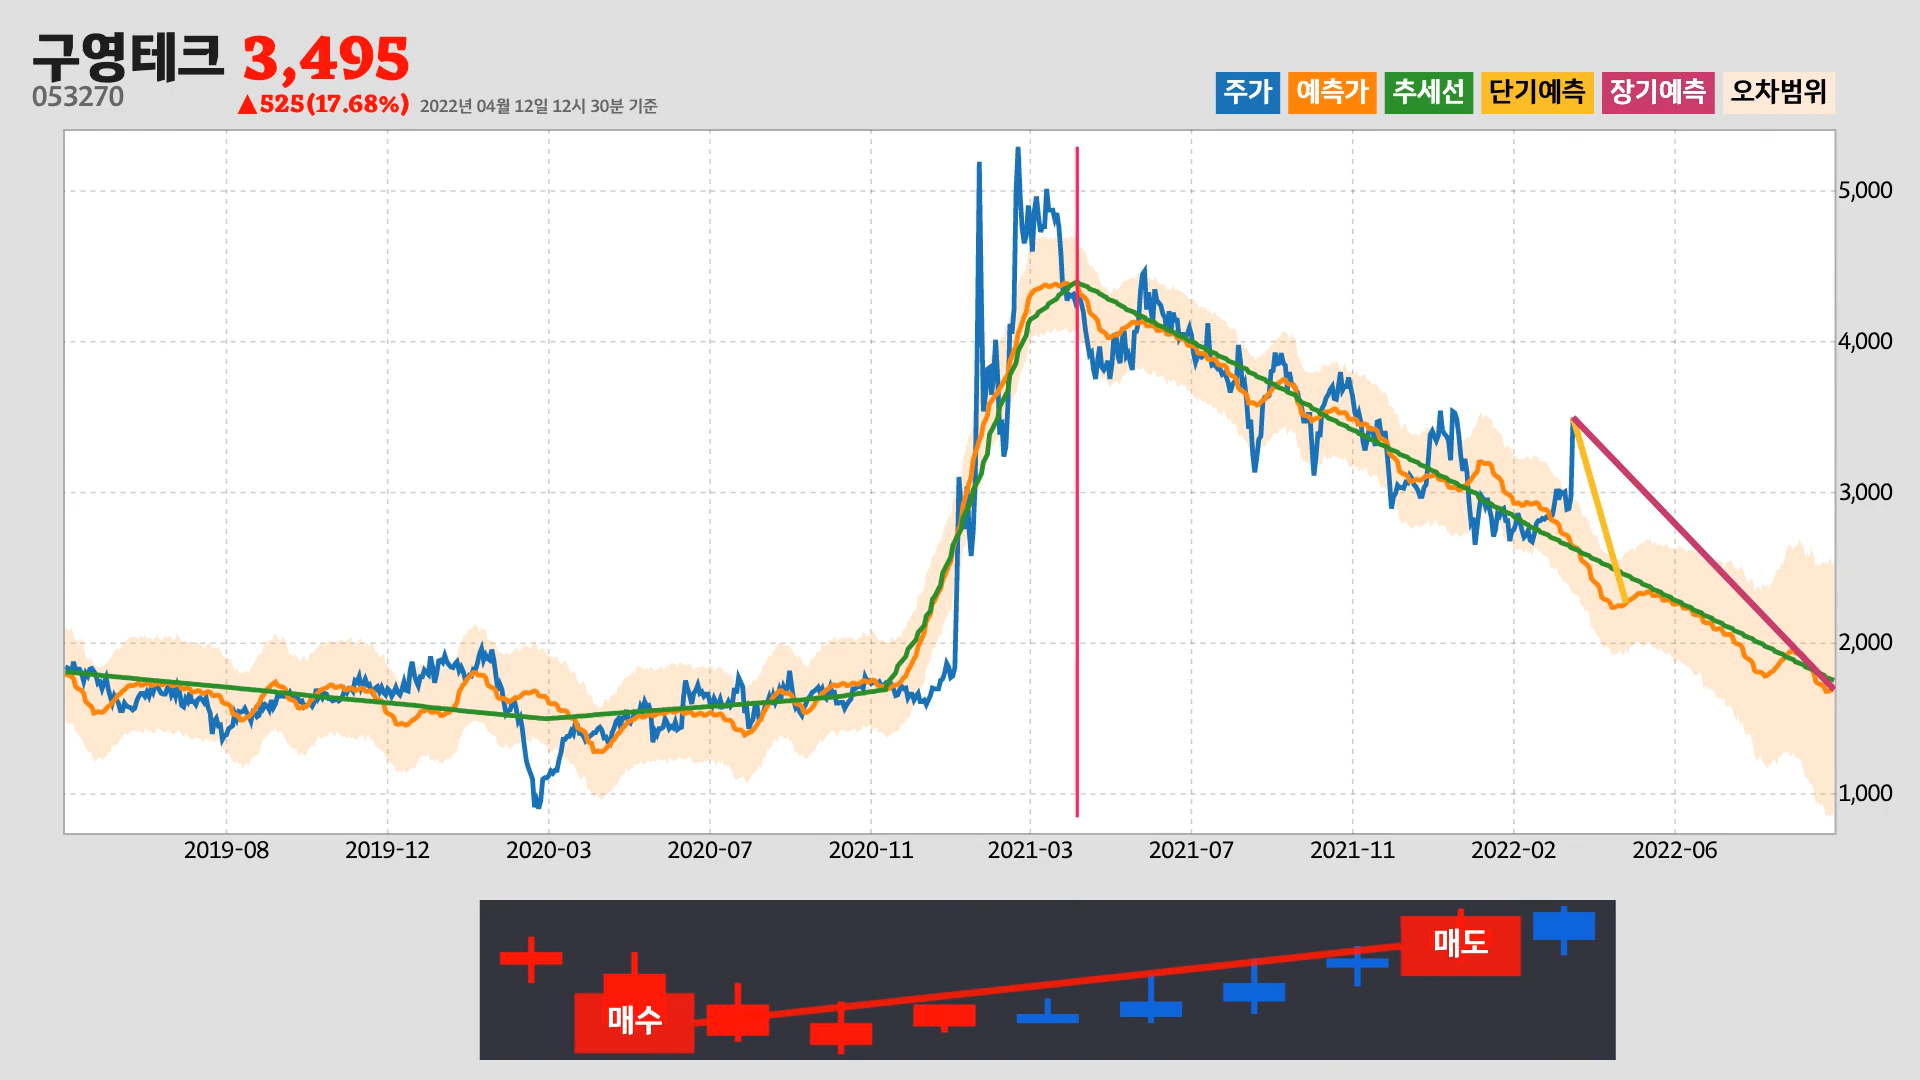 구영테크 3,495
053270
▲525(17.68%) 2022년 04월 12일 12시 30분 기준
주가 예측가 추세선 단기예측 장기예측 오차범위
5,000
4,000
3,000
2,000
1,000
2019-08 2019-12 2020-03 2020-07 2020-11 2021-03 2021-07 2021-11 2022-02 2022-06
매도
매수